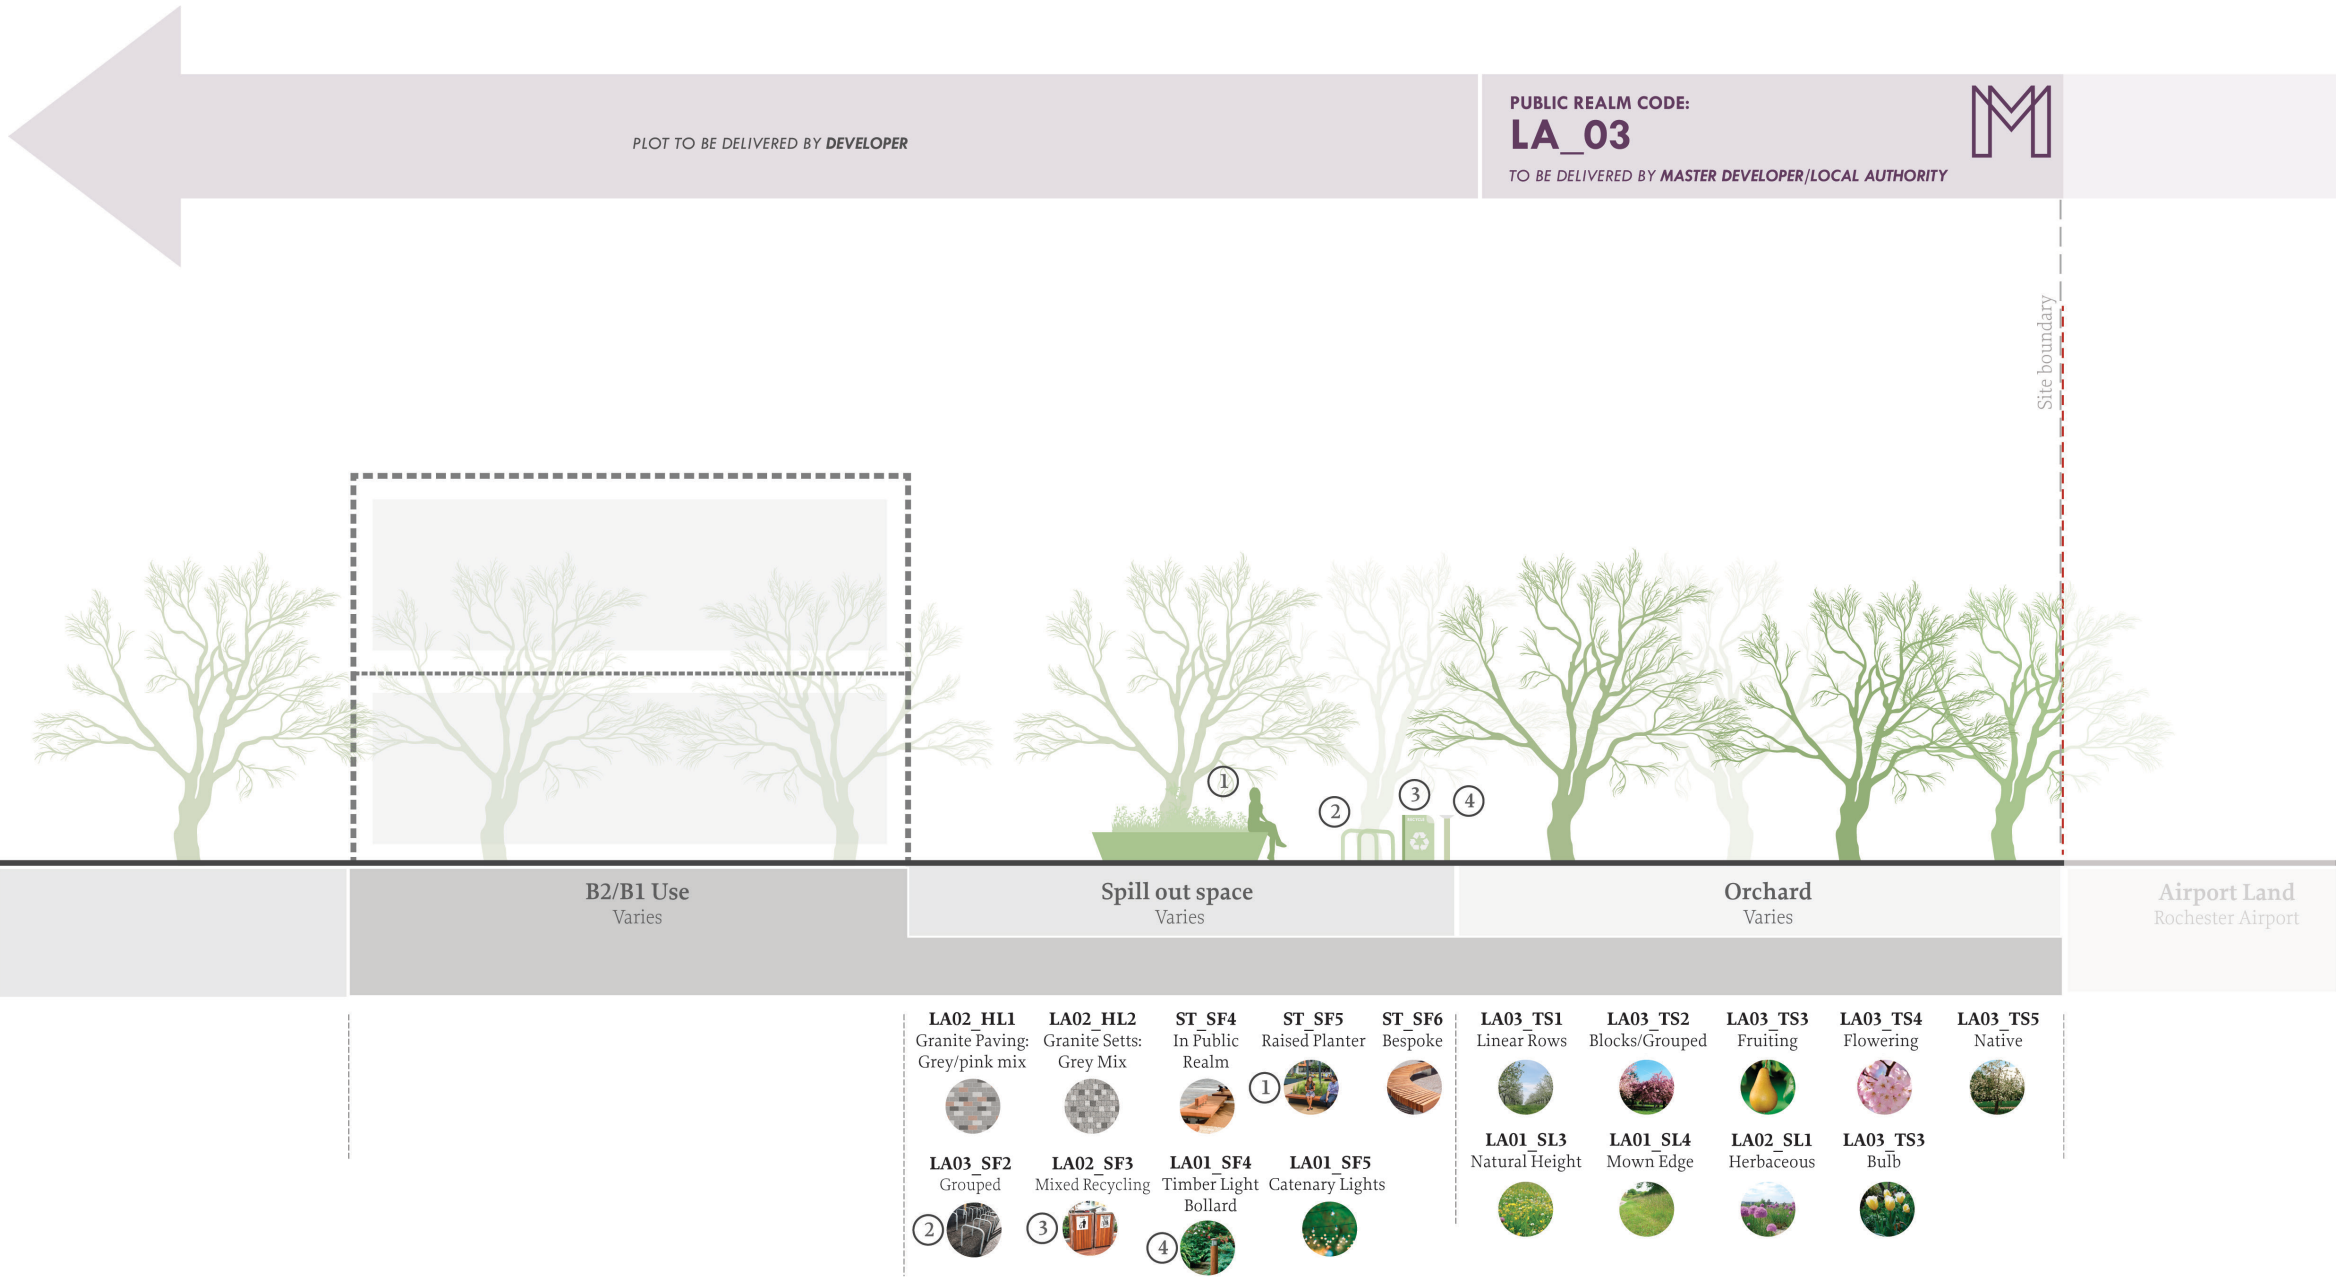 PLOT TO BE DELIVERED BY DEVELOPER
PUBLIC REALM CODE:
LA_03
TO BE DELIVERED BY MASTER DEVELOPER/LOCAL AUTHORITY
Site boundary
1
2
3
4
B2/B1 Use
Varies
Spill out space
Varies
Orchard
Varies
Airport Land
Rochester Airport
LA02_HL1
Granite Paving:
Grey/pink mix
LA02_HL2
Granite Setts:
Grey Mix
ST_SF4
In Public
Realm
ST_SF5
Raised Planter
1
ST_SF6
Bespoke
LA03_SF2
Grouped
2
LA02_SF3
Mixed Recycling
3
LA01_SF4
Timber Light
Bollard
4
LA01_SF5
Catenary Lights
LA03_TS1
Linear Rows
LA03_TS2
Blocks/Grouped
LA03_TS3
Fruiting
LA03_TS4
Flowering
LA03_TS5
Native
LA01_SL3
Natural Height
LA01_SL4
Mown Edge
LA02_SL1
Herbaceous
LA03_TS3
Bulb